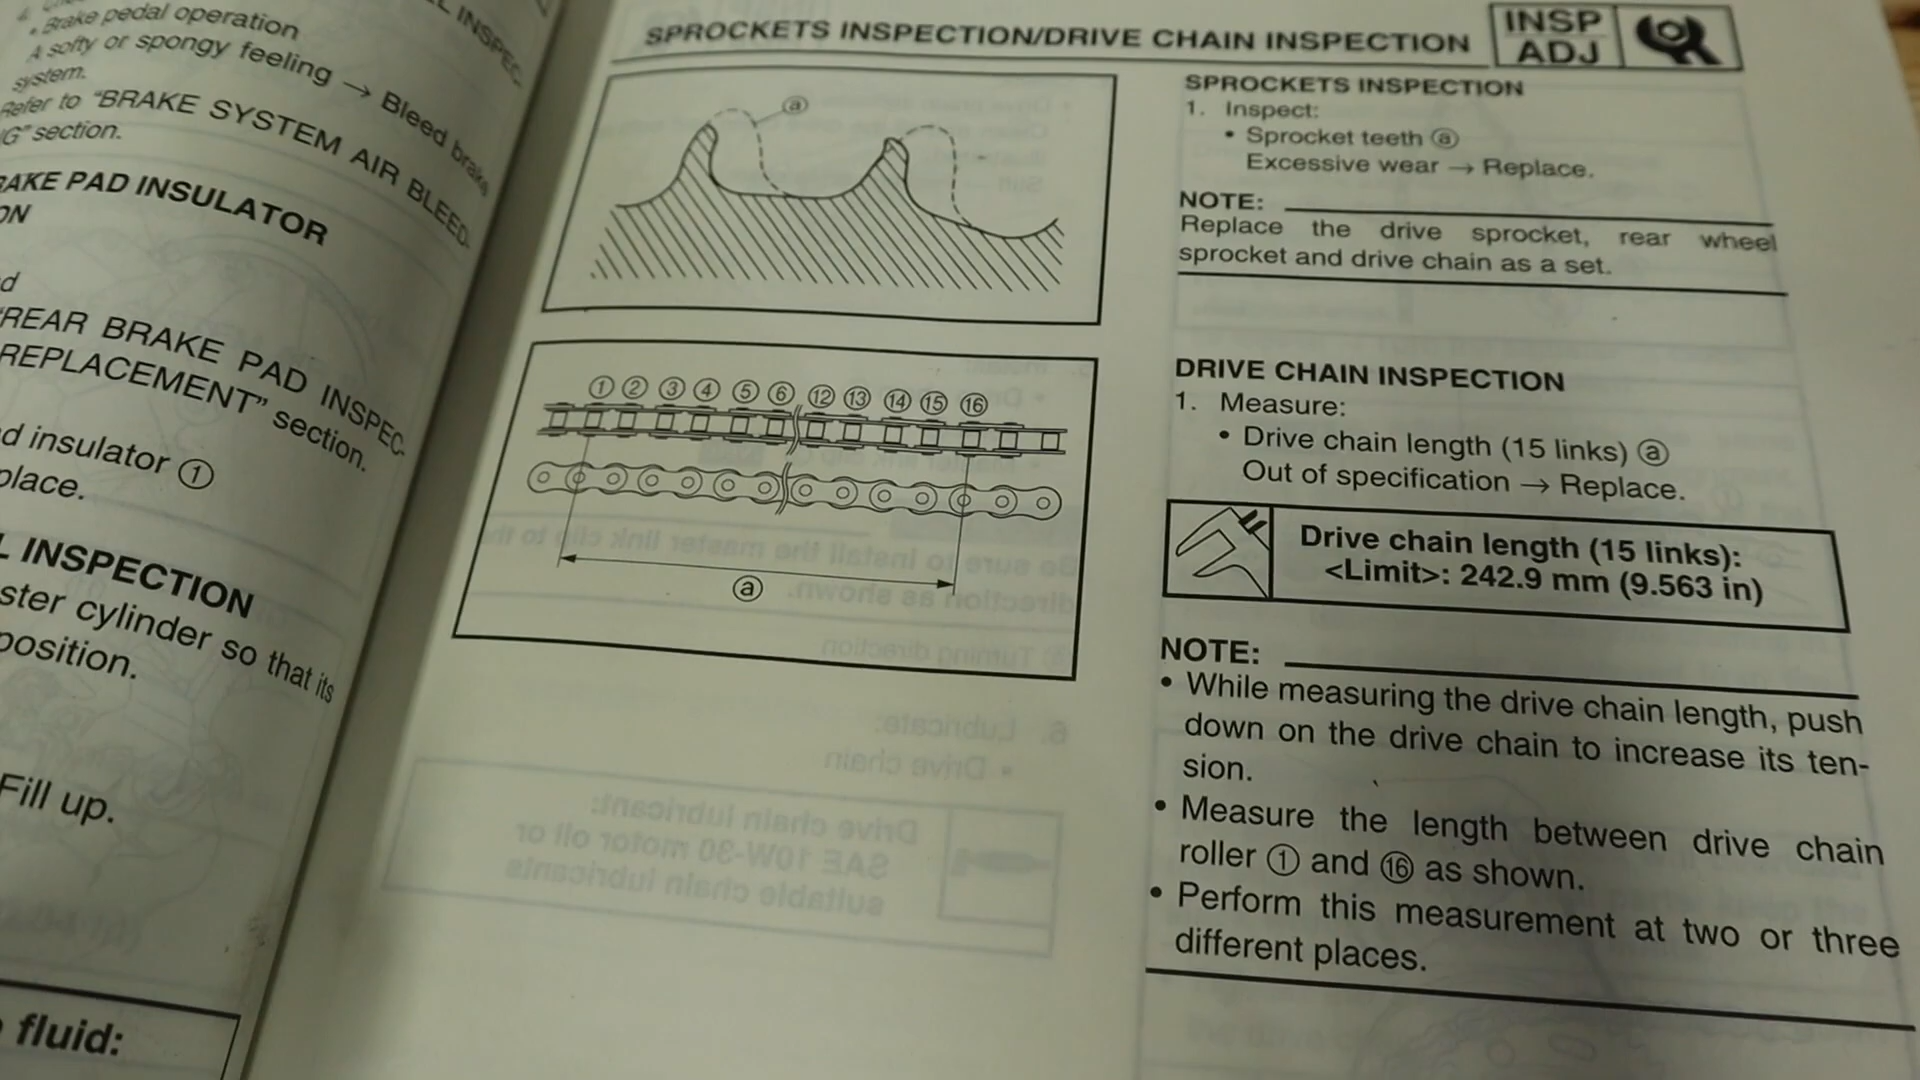 • Brake pedal operation
A softy or spongy feeling → Bleed brake
system.
Refer to "BRAKE SYSTEM AIR BLEED-
G" section.
AKE PAD INSULATOR
ON
d
"REAR BRAKE PAD INSPEC-
REPLACEMENT" section.
d insulator ①
place.
L INSPECTION
ster cylinder so that its
position.
Fill up.
fluid:
L INSPEC-
SPROCKETS INSPECTION/DRIVE CHAIN INSPECTION
INSP
ADJ
ⓐ
① ② ③ ④ ⑤ ⑥ ⑫ ⑬ ⑭ ⑮ ⑯
ⓐ
SPROCKETS INSPECTION
1. Inspect:
• Sprocket teeth ⓐ
Excessive wear → Replace.
NOTE:
Replace the drive sprocket, rear wheel
sprocket and drive chain as a set.
DRIVE CHAIN INSPECTION
1. Measure:
• Drive chain length (15 links) ⓐ
Out of specification → Replace.
Drive chain length (15 links):
<Limit>: 242.9 mm (9.563 in)
NOTE:
• While measuring the drive chain length, push
down on the drive chain to increase its ten-
sion.
• Measure the length between drive chain
roller ① and ⑯ as shown.
• Perform this measurement at two or three
different places.